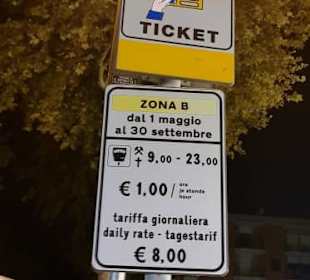 TICKET
ZONA B
dal 1 maggio
al 30 settembre
9,00 - 23,00
€ 1,00 / ora
je stunde
hour
tariffa giornaliera
daily rate - tagestarif
€ 8,00